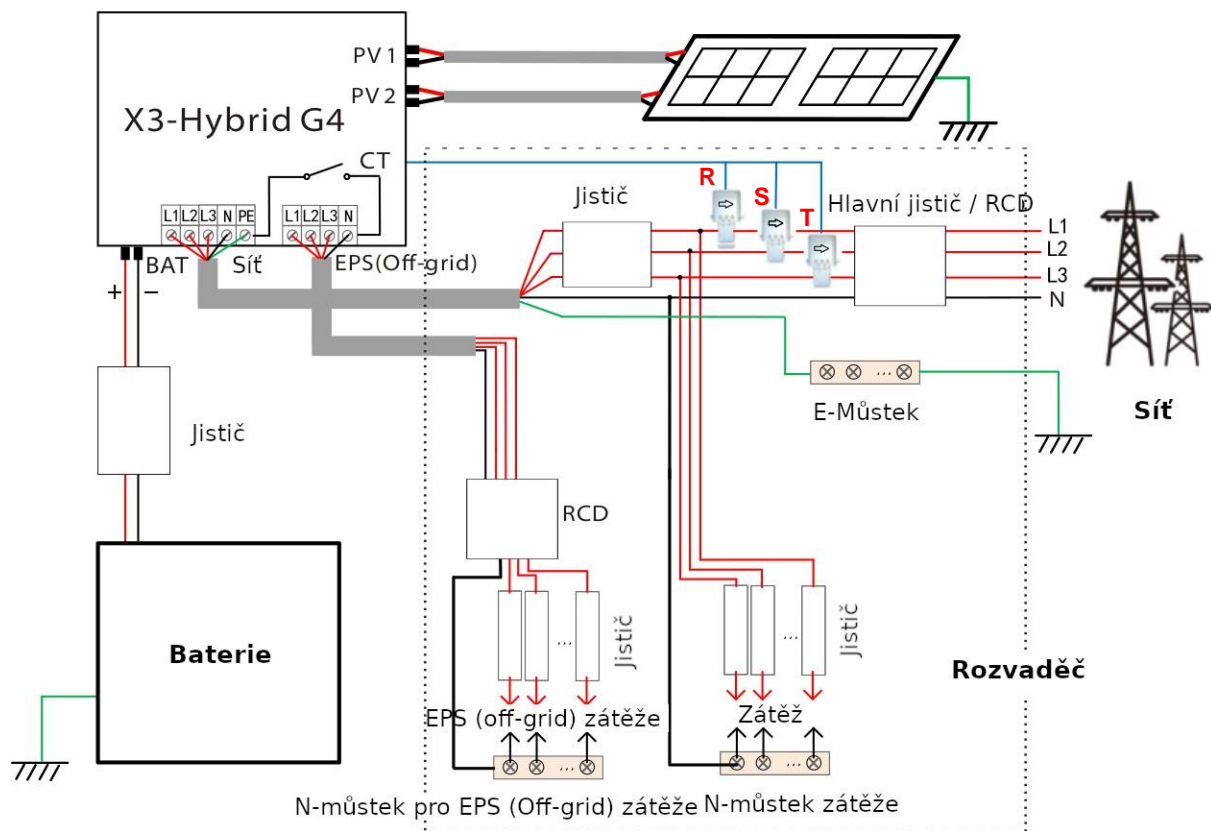 PV 1
PV 2
X3-Hybrid G4
CT
L1 L2 L3 N PE
L1 L2 L3 N
BAT
Síť
EPS(Off-grid)
+
−
Jistič
R
S
T
Hlavní jistič / RCD
L1
L2
L3
N
...
E-Můstek
Síť
Jistič
RCD
Baterie
...
Jistič
...
Jistič
Rozvaděč
EPS (off-grid) zátěže
Zátěž
...
...
N-můstek pro EPS (Off-grid) zátěže
N-můstek zátěže